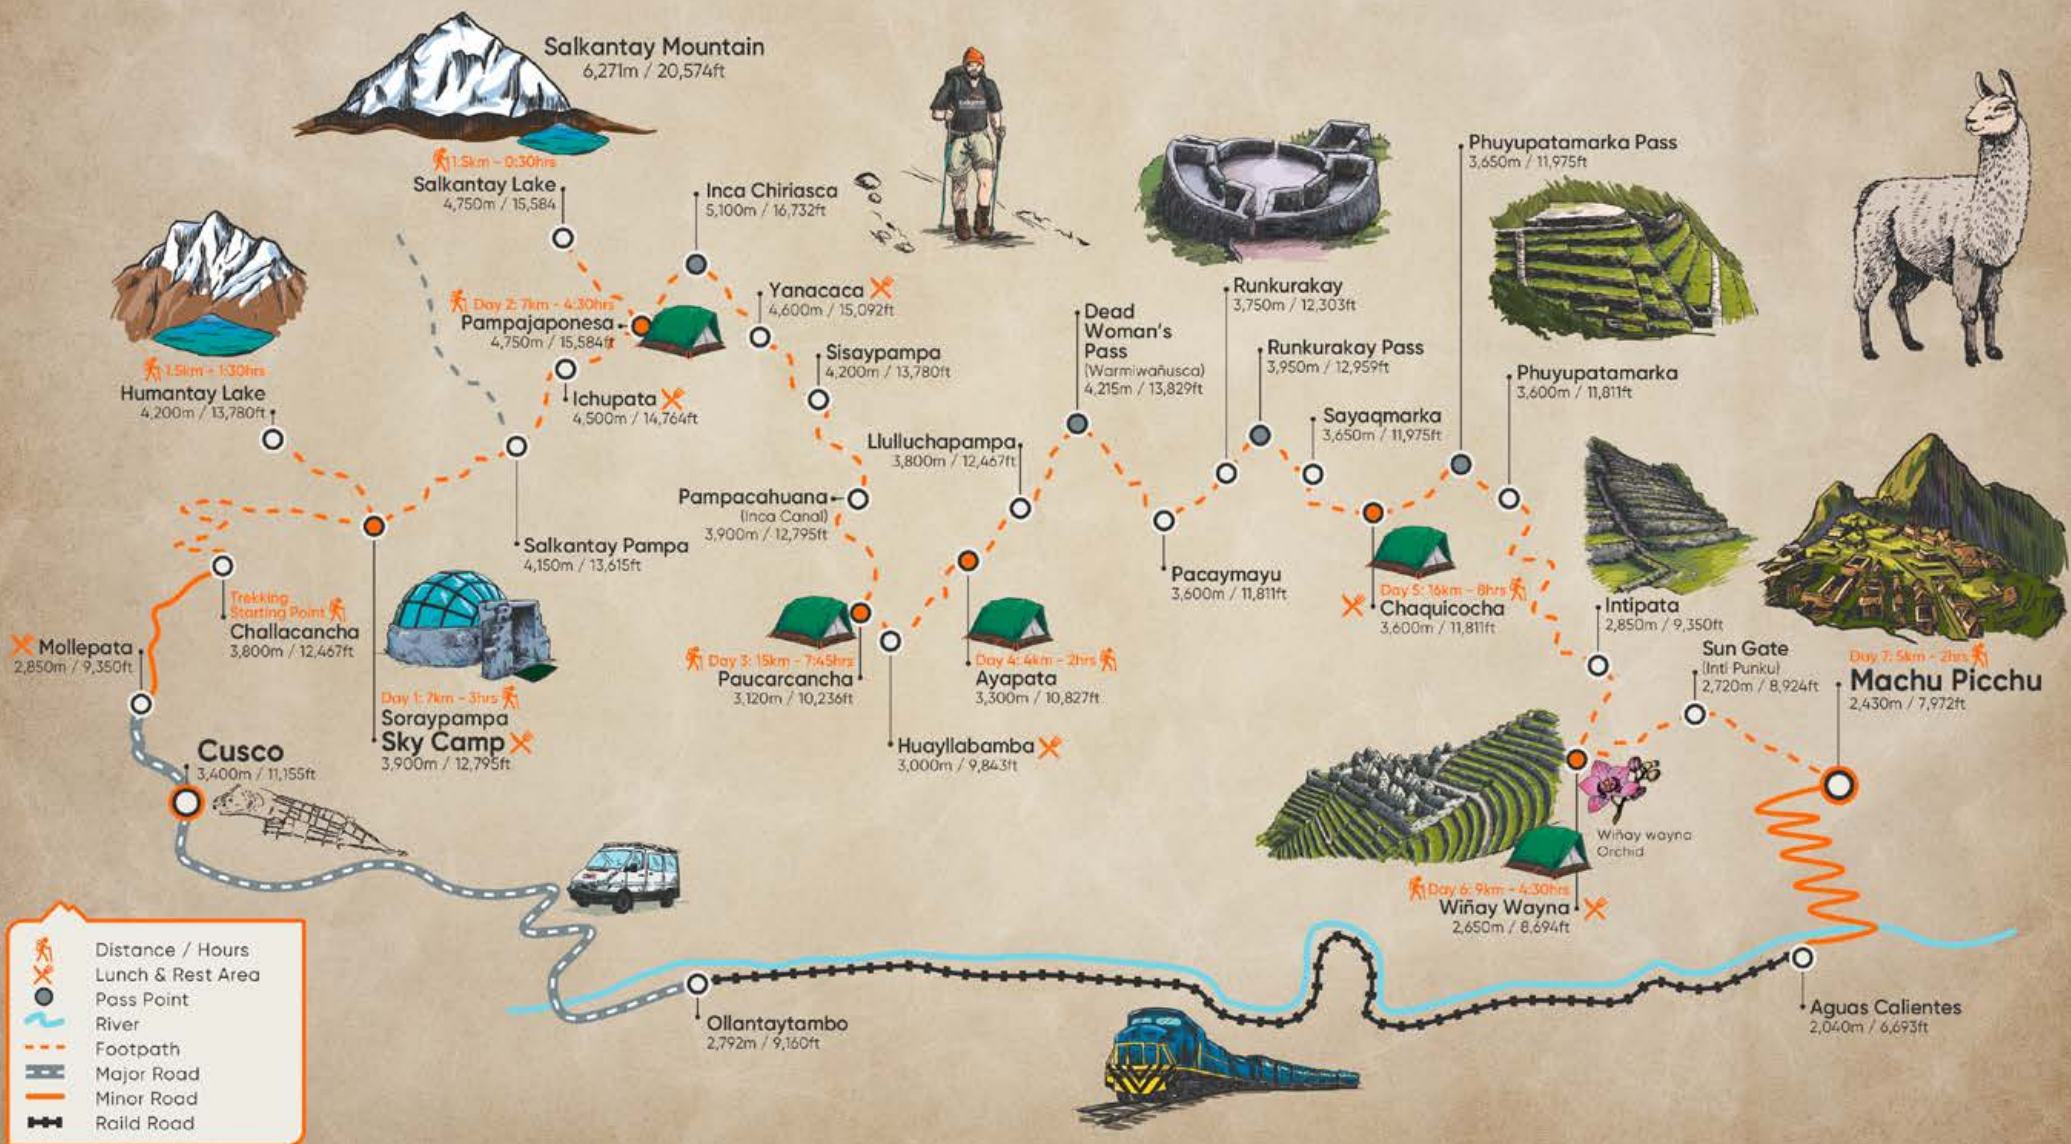 Salkantay Mountain
6,271m / 20,574ft
1.5km - 0:30hrs
Salkantay Lake
4,750m / 15,584
Inca Chiriasca
5,100m / 16,732ft
Phuyupatamarka Pass
3,650m / 11,975ft
Day 2: 7km - 4:30hrs
Pampajaponesa
4,750m / 15,584ft
Yanacaca
4,600m / 15,092ft
Runkurakay
3,750m / 12,303ft
Dead
Woman's
Pass
(Warmiwañusca)
4,215m / 13,829ft
Sisaypampa
4,200m / 13,780ft
Runkurakay Pass
3,950m / 12,959ft
1.5km - 1:30hrs
Humantay Lake
4,200m / 13,780ft
Ichupata
4,500m / 14,764ft
Phuyupatamarka
3,600m / 11,811ft
Sayaqmarka
3,650m / 11,975ft
Llulluchapampa
3,800m / 12,467ft
Pampacahuana
(Inca Canal)
3,900m / 12,795ft
Salkantay Pampa
4,150m / 13,615ft
Pacaymayu
3,600m / 11,811ft
Day 5: 16km - 8hrs
Chaquicocha
3,600m / 11,811ft
Intipata
2,850m / 9,350ft
Trekking
Starting Point
Challacancha
3,800m / 12,467ft
Mollepata
2,850m / 9,350ft
Sun Gate
(Inti Punku)
2,720m / 8,924ft
Day 7: 5km - 2hrs
Machu Picchu
2,430m / 7,972ft
Day 3: 15km - 7:45hrs
Paucarcancha
3,120m / 10,236ft
Day 4: 4km - 2hrs
Ayapata
3,300m / 10,827ft
Day 1: 7km - 3hrs
Soraypampa
Sky Camp
3,900m / 12,795ft
Huayllabamba
3,000m / 9,843ft
Cusco
3,400m / 11,155ft
Wiñay wayna
Orchid
Day 6: 9km - 4:30hrs
Wiñay Wayna
2,650m / 8,694ft
Ollantaytambo
2,792m / 9,160ft
Aguas Calientes
2,040m / 6,693ft
Distance / Hours
Lunch & Rest Area
Pass Point
River
Footpath
Major Road
Minor Road
Raild Road